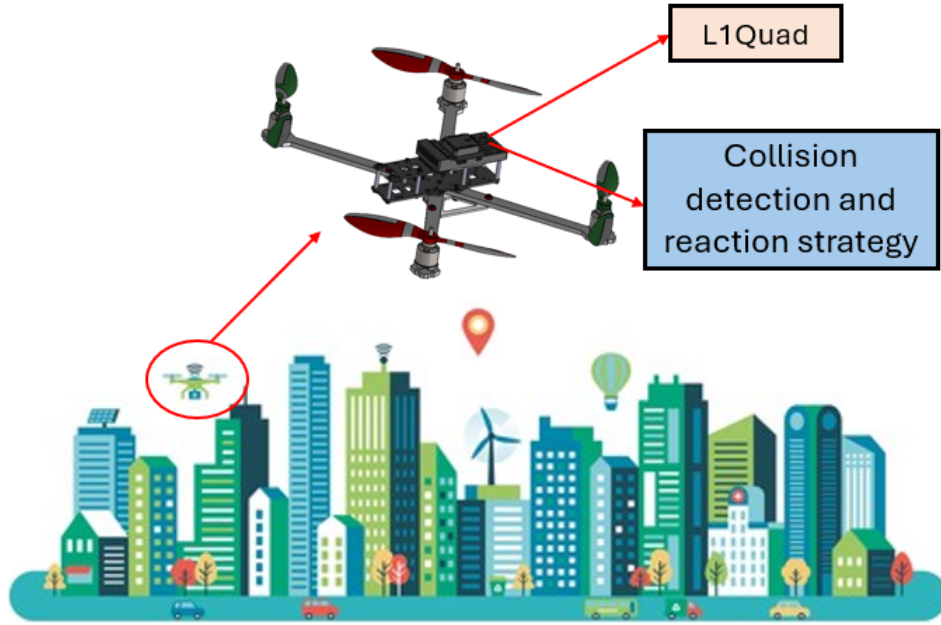 L1Quad
Collision
detection and
reaction strategy